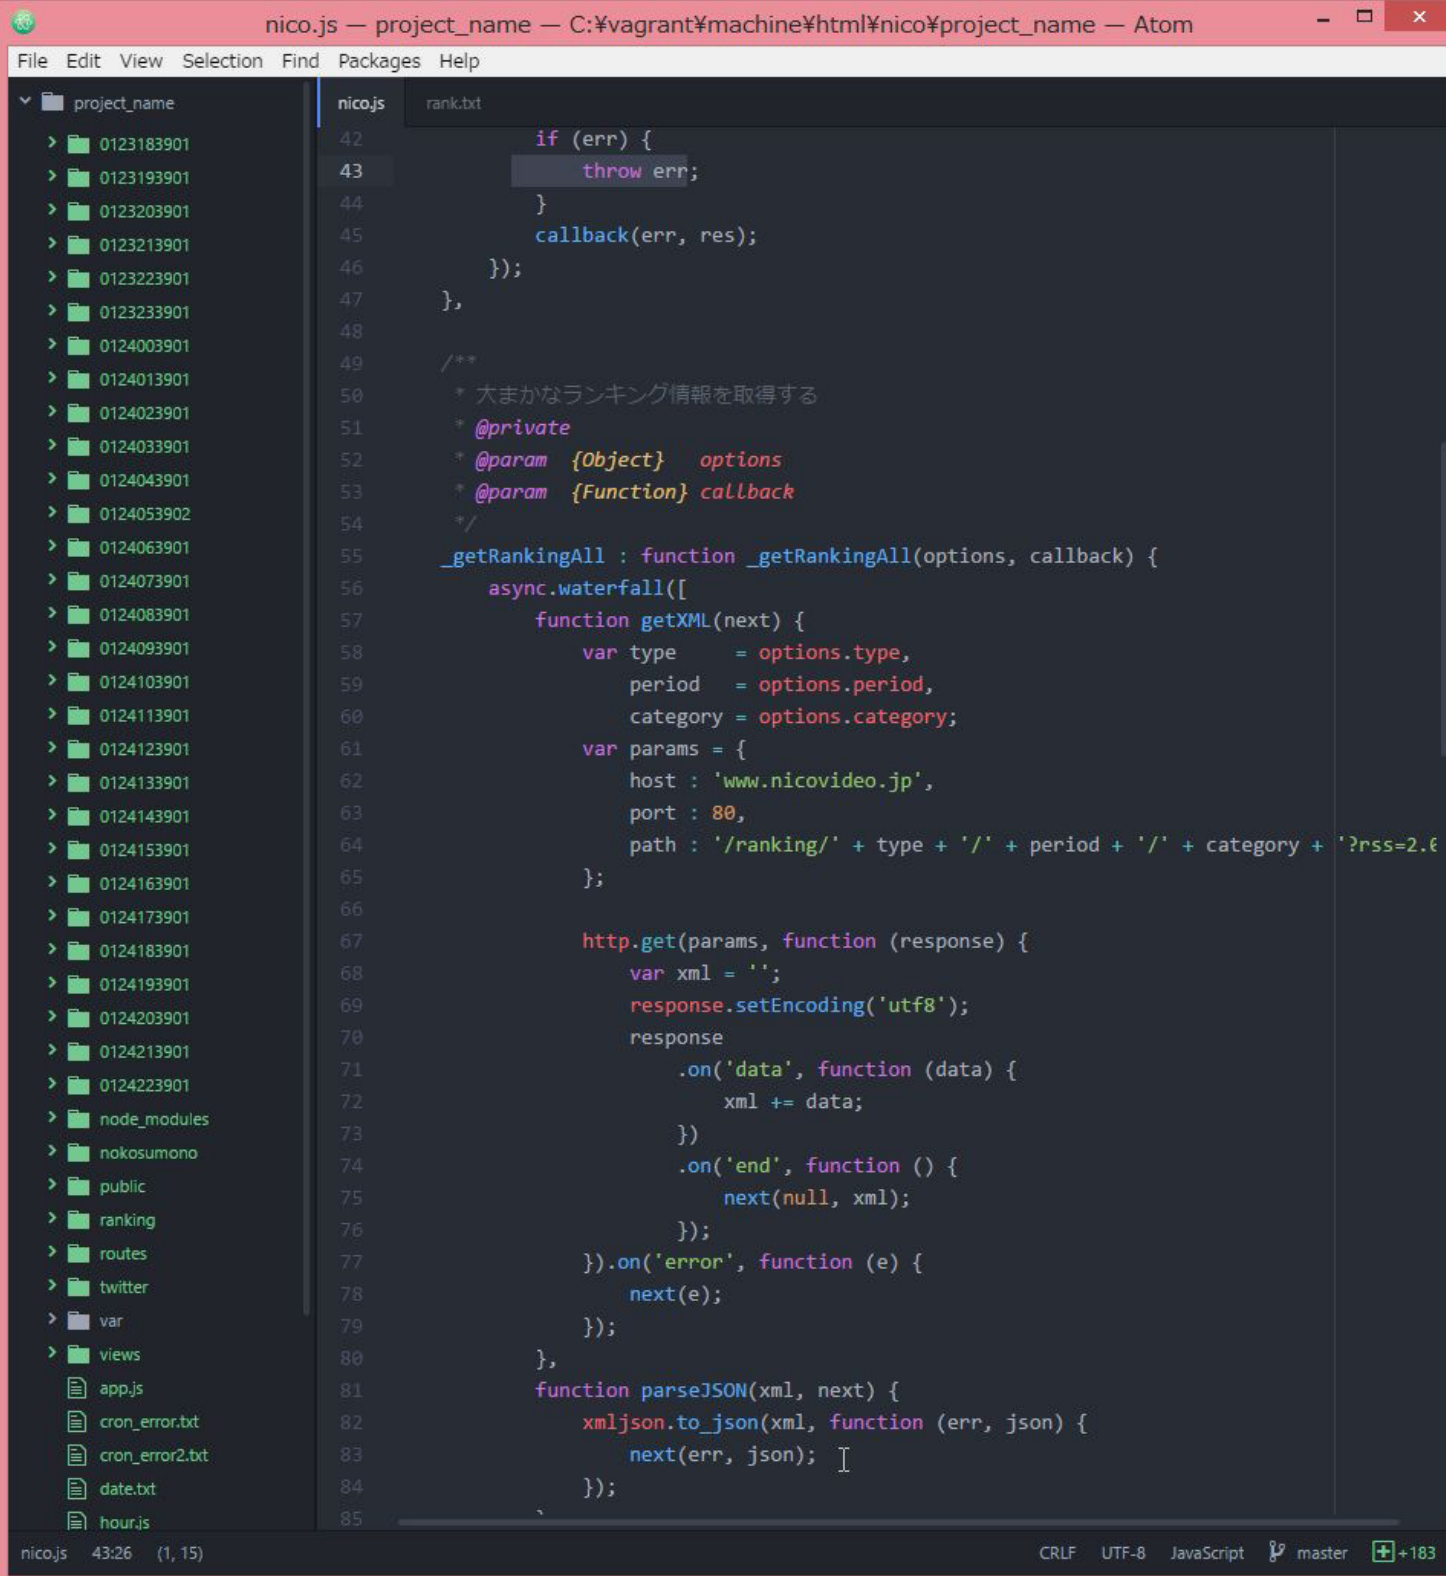 nico.js — project_name — C:¥vagrant¥machine¥html¥nico¥project_name — Atom
File Edit View Selection Find Packages Help
project_name
0123183901
0123193901
0123203901
0123213901
0123223901
0123233901
0124003901
0124013901
0124023901
0124033901
0124043901
0124053902
0124063901
0124073901
0124083901
0124093901
0124103901
0124113901
0124123901
0124133901
0124143901
0124153901
0124163901
0124173901
0124183901
0124193901
0124203901
0124213901
0124223901
node_modules
nokosumono
public
ranking
routes
twitter
var
views
app.js
cron_error.txt
cron_error2.txt
date.txt
hour.js
nico.js rank.txt
42 if (err) {
43 throw err;
44 }
45 callback(err, res);
46 });
47 },
48
49 /**
50 * 大まかなランキング情報を取得する
51 * @private
52 * @param {Object} options
53 * @param {Function} callback
54 */
55 _getRankingAll : function _getRankingAll(options, callback) {
56 async.waterfall([
57 function getXML(next) {
58 var type = options.type,
59 period = options.period,
60 category = options.category;
61 var params = {
62 host : 'www.nicovideo.jp',
63 port : 80,
64 path : '/ranking/' + type + '/' + period + '/' + category + '?rss=2.0
65 };
66
67 http.get(params, function (response) {
68 var xml = '';
69 response.setEncoding('utf8');
70 response
71 .on('data', function (data) {
72 xml += data;
73 })
74 .on('end', function () {
75 next(null, xml);
76 });
77 }).on('error', function (e) {
78 next(e);
79 });
80 },
81 function parseJSON(xml, next) {
82 xmljson.to_json(xml, function (err, json) {
83 next(err, json);
84 });
85
nico.js 43:26 (1, 15) CRLF UTF-8 JavaScript master +183